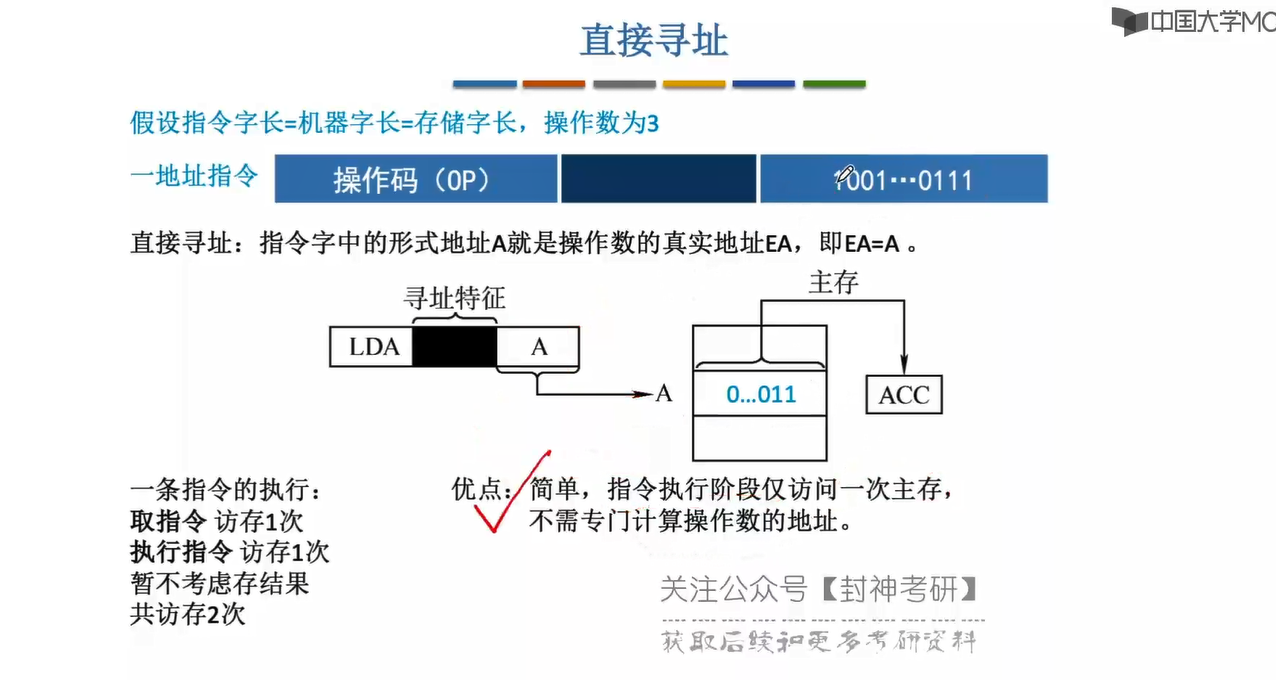 中国大学MO
直接寻址
假设指令字长=机器字长=存储字长，操作数为3
一地址指令 操作码（OP） 1001…0111
直接寻址：指令字中的形式地址A就是操作数的真实地址EA，即EA=A 。
主存
寻址特征
LDA A
A 0…011 ACC
一条指令的执行：
取指令 访存1次
执行指令 访存1次
暂不考虑存结果
共访存2次
优点：简单，指令执行阶段仅访问一次主存，
不需专门计算操作数的地址。
关注公众号【封神考研】
获取后续和更多考研资料